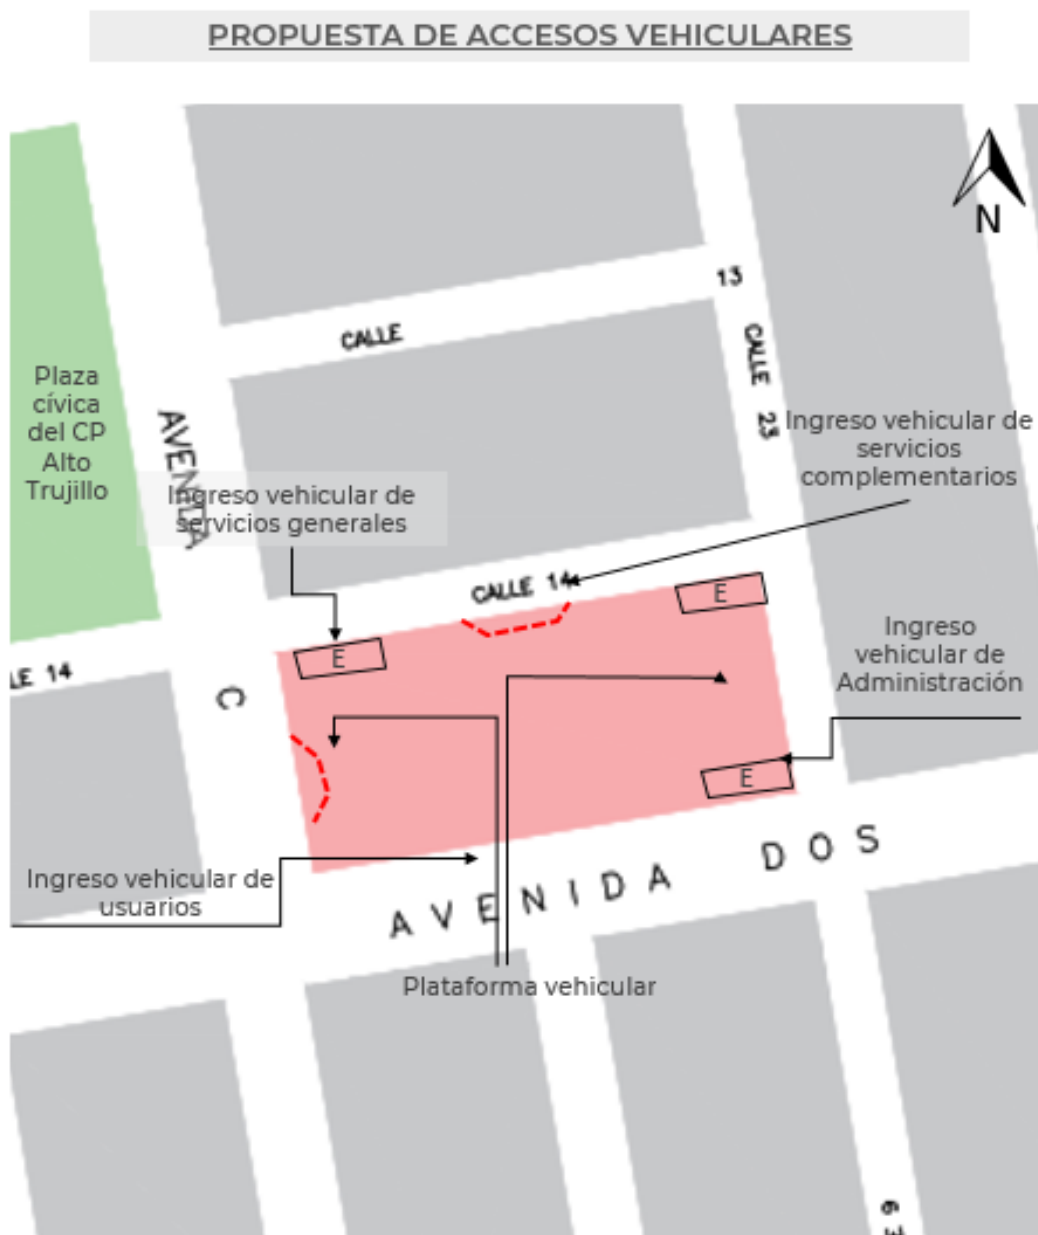 PROPUESTA DE ACCESOS VEHICULARES
N
13
CALLE
CALLE 23
Plaza
cívica
del CP
Alto
Trujillo
AVENIDA
Ingreso vehicular de
servicios complementarios
Ingreso vehicular de
servicios generales
CALLE 14
E
E
LE 14
C
Ingreso
vehicular de
Administración
E
Ingreso vehicular de
usuarios
AVENIDA DOS
Plataforma vehicular